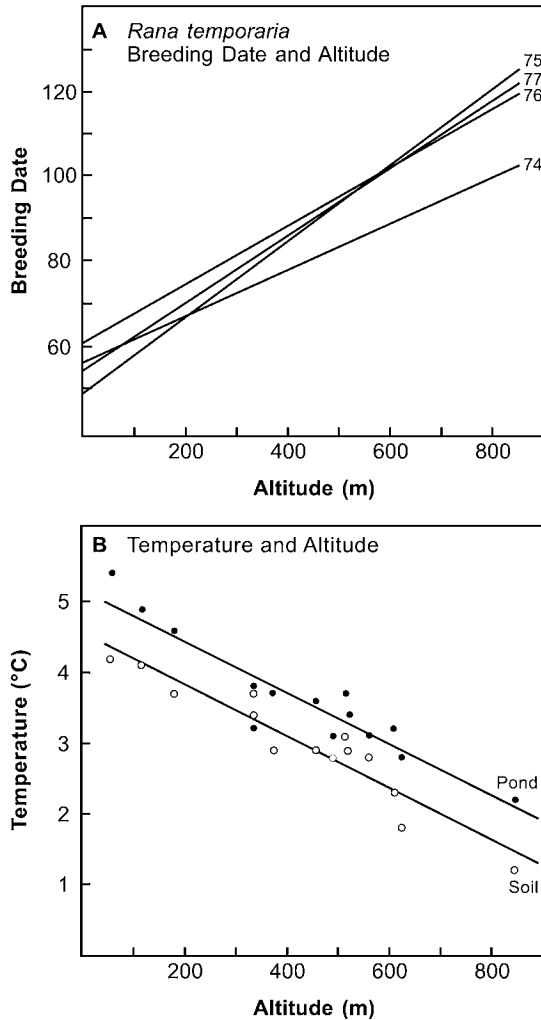 A Rana temporaria
Breeding Date and Altitude
75
77
76
74
120
100
80
60
Breeding Date
200 400 600 800
Altitude (m)
B Temperature and Altitude
5
4
3
2
1
Temperature (°C)
Pond
Soil
200 400 600 800
Altitude (m)